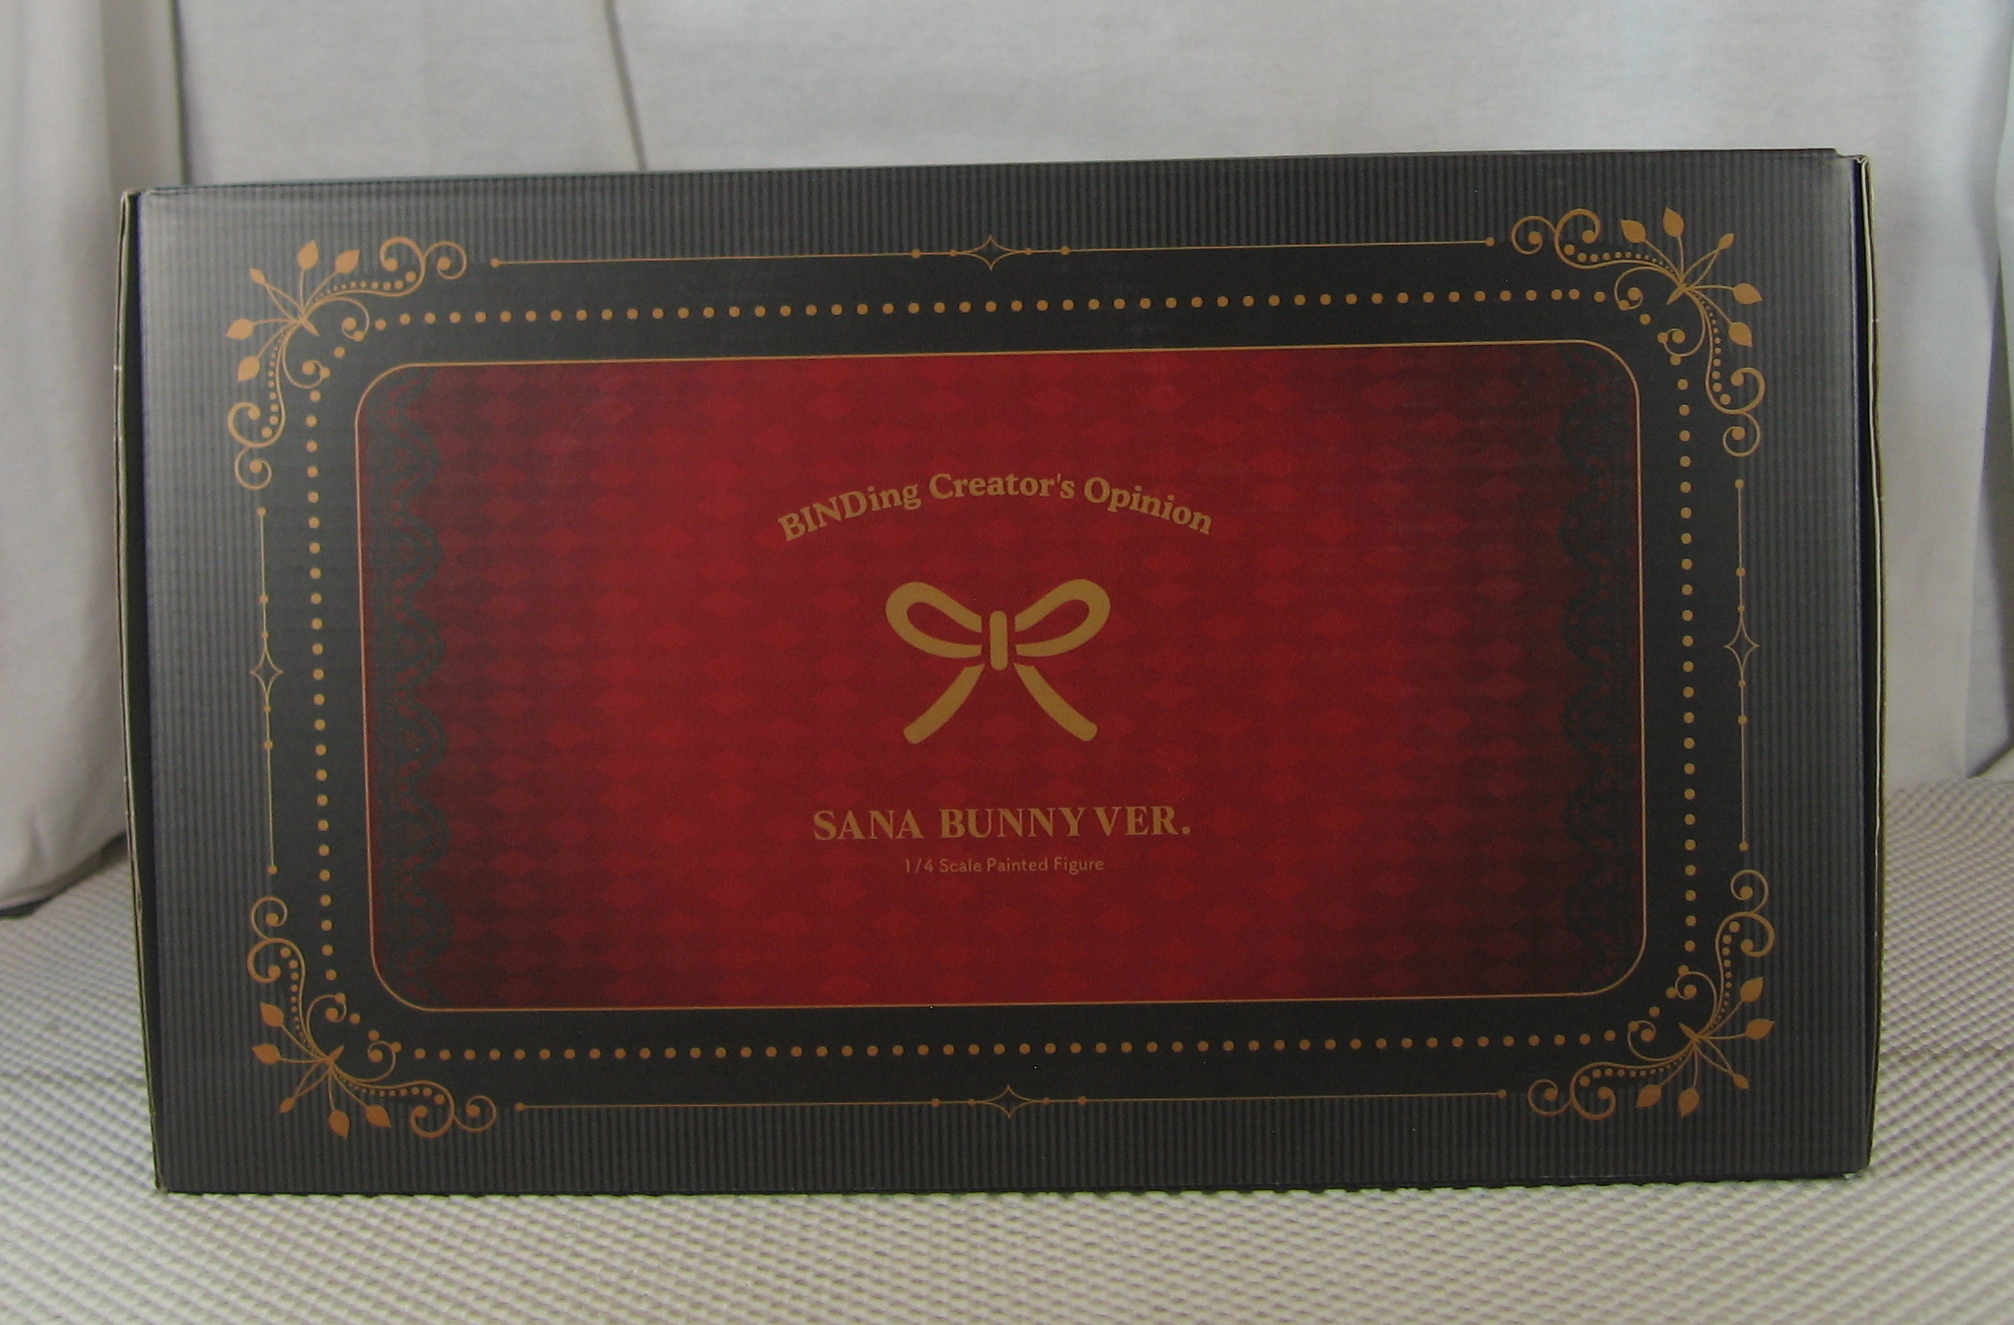 BINDing Creator's Opinion
SANA BUNNY VER.
1/4 Scale Painted Figure